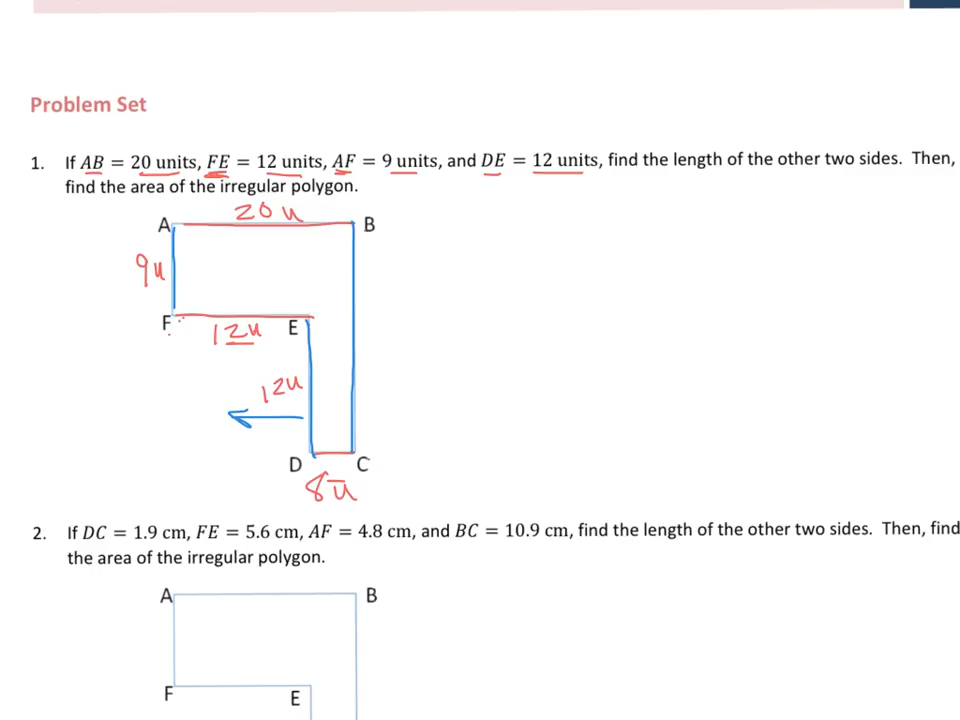 Problem Set
1. If AB = 20 units, FE = 12 units, AF = 9 units, and DE = 12 units, find the length of the other two sides. Then,
find the area of the irregular polygon.
20 u
A B
9u
F E
12u
12u
D C
8u
2. If DC = 1.9 cm, FE = 5.6 cm, AF = 4.8 cm, and BC = 10.9 cm, find the length of the other two sides. Then, find
the area of the irregular polygon.
A B
F E